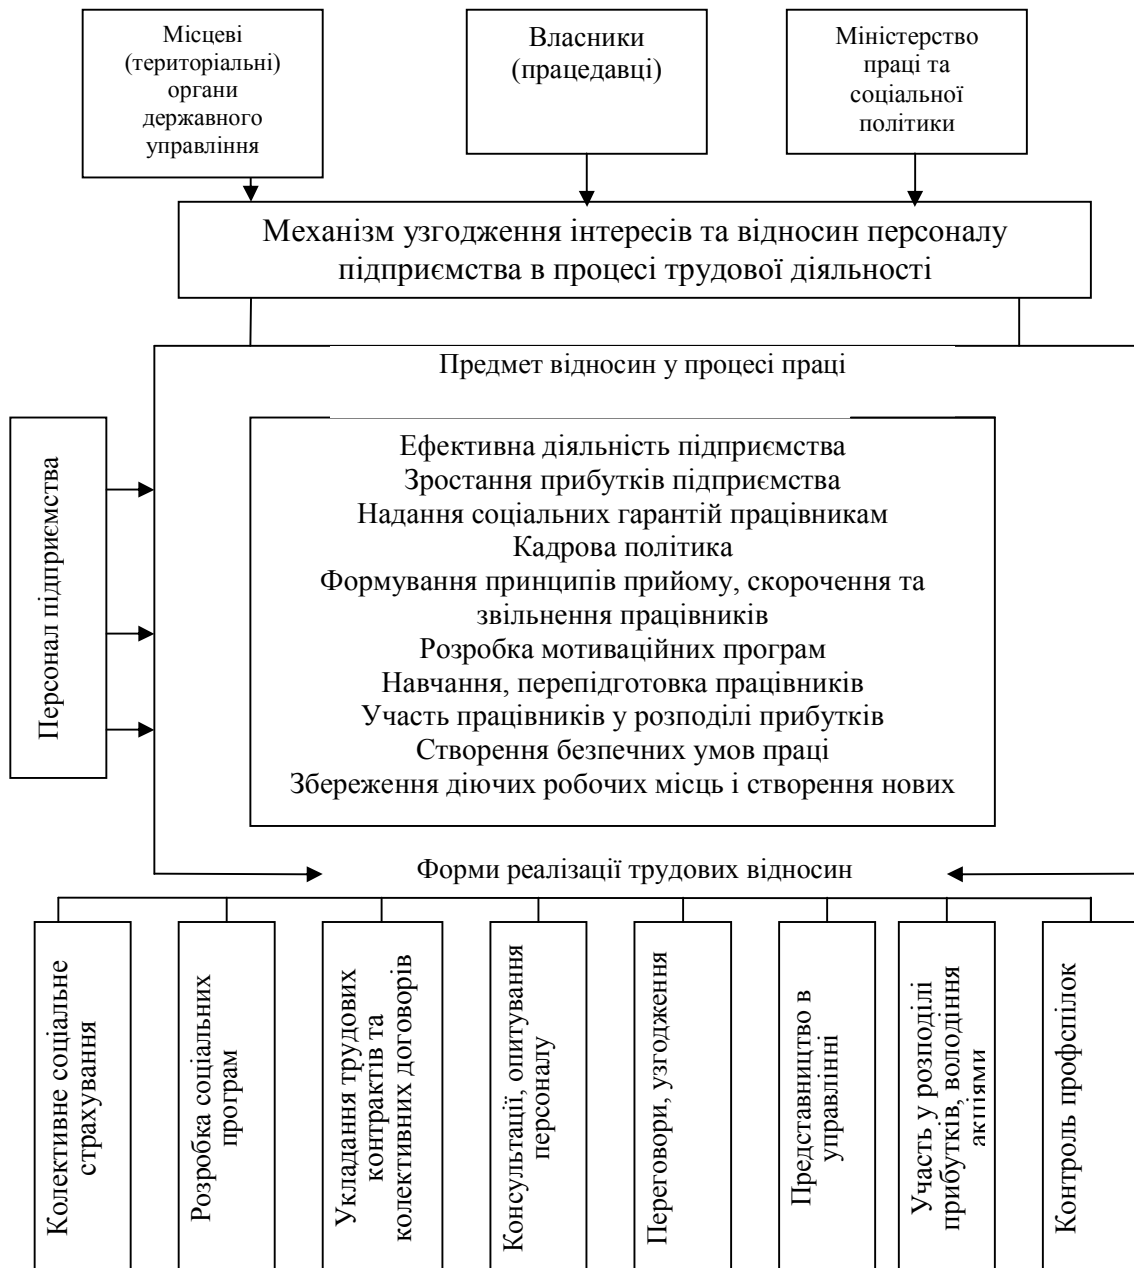 Місцеві
(територіальні)
органи
державного
управління
Власники
(працедавці)
Міністерство
праці та
соціальної
політики
Механізм узгодження інтересів та відносин персоналу
підприємства в процесі трудової діяльності
Предмет відносин у процесі праці
Персонал підприємства
Ефективна діяльність підприємства
Зростання прибутків підприємства
Надання соціальних гарантій працівникам
Кадрова політика
Формування принципів прийому, скорочення та
звільнення працівників
Розробка мотиваційних програм
Навчання, перепідготовка працівників
Участь працівників у розподілі прибутків
Створення безпечних умов праці
Збереження діючих робочих місць і створення нових
Форми реалізації трудових відносин
Колективне соціальне
страхування
Розробка соціальних
програм
Укладання трудових
контрактів та
колективних договорів
Консультації, опитування
персоналу
Переговори, узгодження
Представництво в
управлінні
Участь у розподілі
прибутків, володіння
акціями
Контроль профспілок